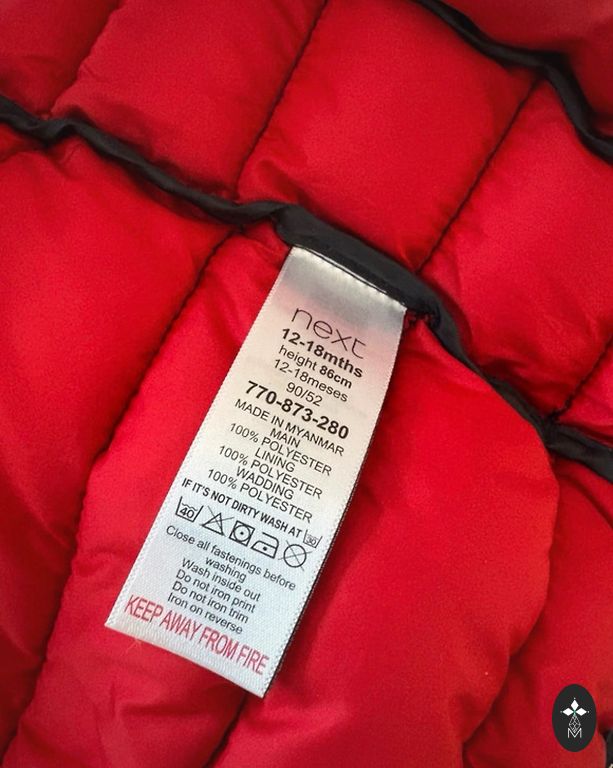 next
12-18mths
height 86cm
12-18meses
90/52
770-873-280
MADE IN MYANMAR
MAIN
100% POLYESTER
LINING
100% POLYESTER
WADDING
100% POLYESTER
IF IT'S NOT DIRTY WASH AT 30
40
Close all fastenings before
washing
Wash inside out
Do not iron print
Do not iron trim
Iron on reverse
KEEP AWAY FROM FIRE